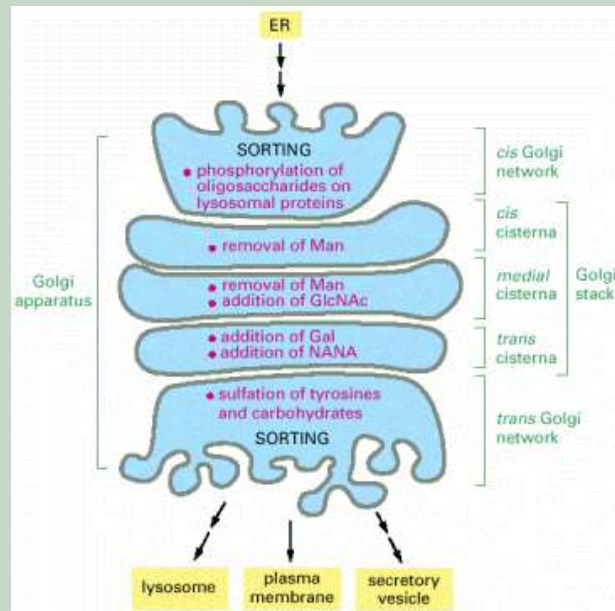 ER
SORTING
• phosphorylation of
oligosaccharides on
lysosomal proteins
cis Golgi
network
• removal of Man
cis
cisterna
Golgi
apparatus
• removal of Man
• addition of GlcNAc
medial
cisterna
Golgi
stack
• addition of Gal
• addition of NANA
trans
cisterna
• sulfation of tyrosines
and carbohydrates
SORTING
trans Golgi
network
lysosome
plasma
membrane
secretory
vesicle